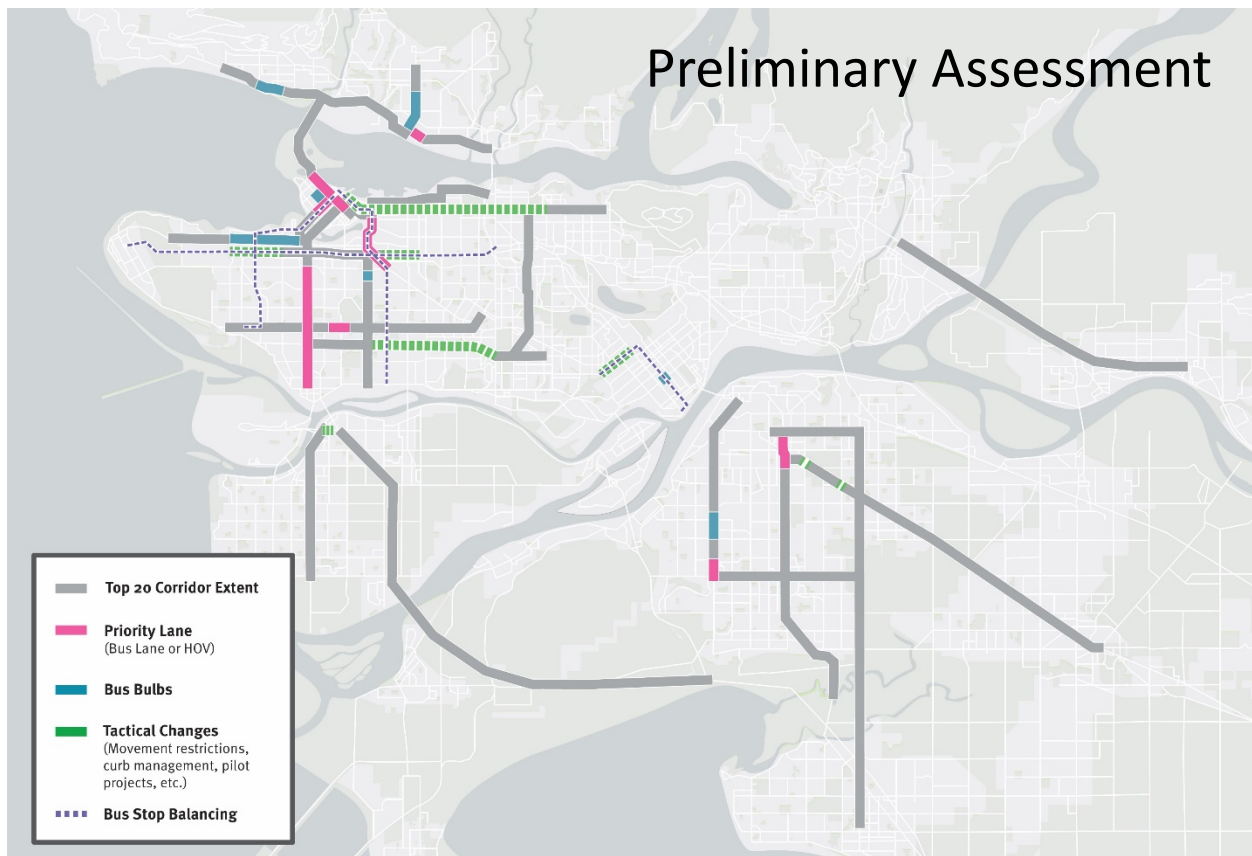 Preliminary Assessment
Top 20 Corridor Extent
Priority Lane
(Bus Lane or HOV)
Bus Bulbs
Tactical Changes
(Movement restrictions,
curb management, pilot
projects, etc.)
Bus Stop Balancing